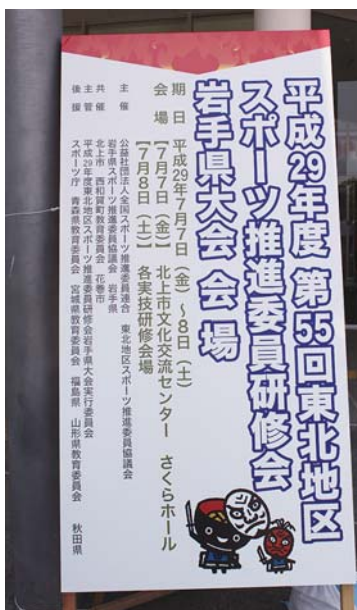 平成29年度 第55回東北地区
スポーツ推進委員研修会
岩手県大会 会場
期日 平成29年7月7日(金)~8日(土)
会場 【7月7日(金)】 北上市文化交流センター さくらホール
【7月8日(土)】 各実技研修会場
主催 公益社団法人全国スポーツ推進委員連合 東北地区スポーツ推進委員協議会
岩手県スポーツ推進委員協議会 岩手県
共催 北上市 西和賀町教育委員会 花巻市
主管 平成29年度東北地区スポーツ推進委員研修会岩手県大会実行委員会
後援 スポーツ庁 青森県教育委員会 宮城県教育委員会 福島県 山形県教育委員会 秋田県